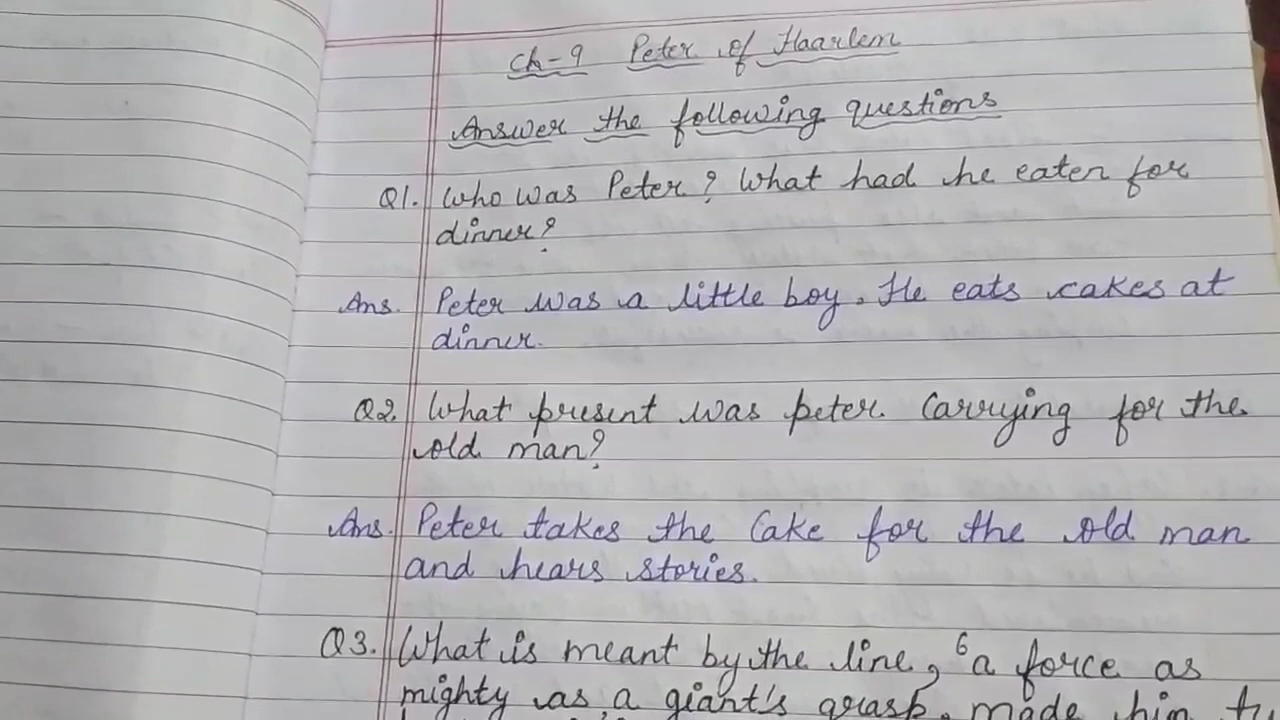 Ch-9 Peter of Haarlem
Answer the following questions
Q1. Who was Peter? What had he eaten for
dinner?
Ans. Peter was a little boy. He eats cakes at
dinner.
Q2. What present was peter carrying for the
old man?
Ans. Peter takes the Cake for the old man
and hears stories.
Q3. What is meant by the line, 'a force as
mighty as a giant's grasp, made him